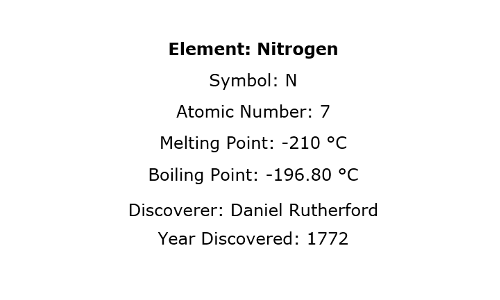 Element: Nitrogen
Symbol: N
Atomic Number: 7
Melting Point: -210 °C
Boiling Point: -196.80 °C
Discoverer: Daniel Rutherford
Year Discovered: 1772